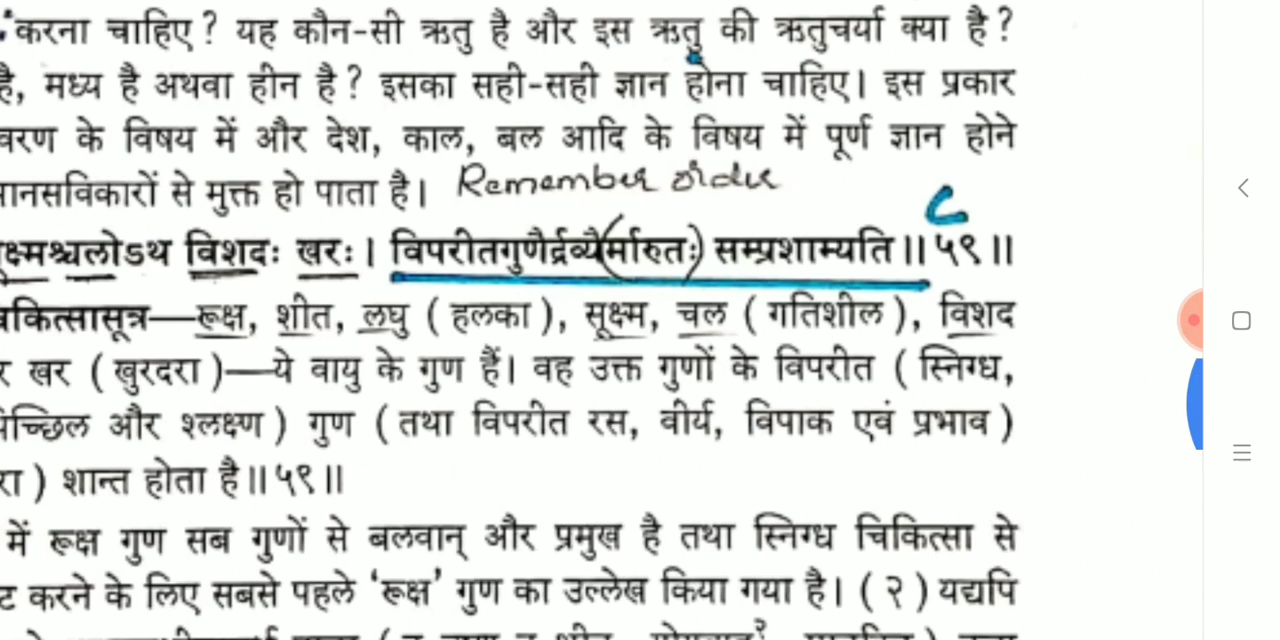 करना चाहिए? यह कौन-सी ऋतु है और इस ऋतु की ऋतुचर्या क्या है?
है, मध्य है अथवा हीन है? इसका सही-सही ज्ञान होना चाहिए। इस प्रकार
वरण के विषय में और देश, काल, बल आदि के विषय में पूर्ण ज्ञान होने
मानसविकारों से मुक्त हो पाता है। Remember order
क्ष्मश्चलोऽथ विशदः खरः। विपरीतगुणैर्द्रव्यैर्मारुतः सम्प्रशाम्यति॥५९॥
चिकित्सासूत्र—रूक्ष, शीत, लघु (हलका), सूक्ष्म, चल (गतिशील), विशद
र खर (खुरदरा)—ये वायु के गुण हैं। वह उक्त गुणों के विपरीत (स्निग्ध,
पिच्छिल और श्लक्ष्ण) गुण (तथा विपरीत रस, वीर्य, विपाक एवं प्रभाव)
रा) शान्त होता है॥५९॥
में रूक्ष गुण सब गुणों से बलवान् और प्रमुख है तथा स्निग्ध चिकित्सा से
ट करने के लिए सबसे पहले 'रूक्ष' गुण का उल्लेख किया गया है। (२) यद्यपि